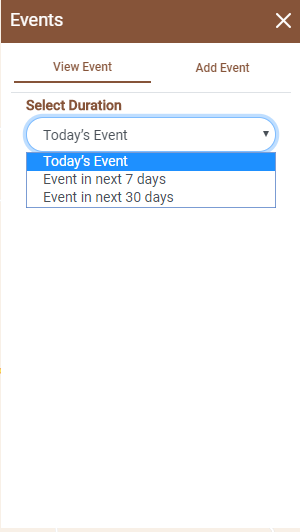 Events
View Event
Add Event
Select Duration
Today's Event
Today's Event
Event in next 7 days
Event in next 30 days